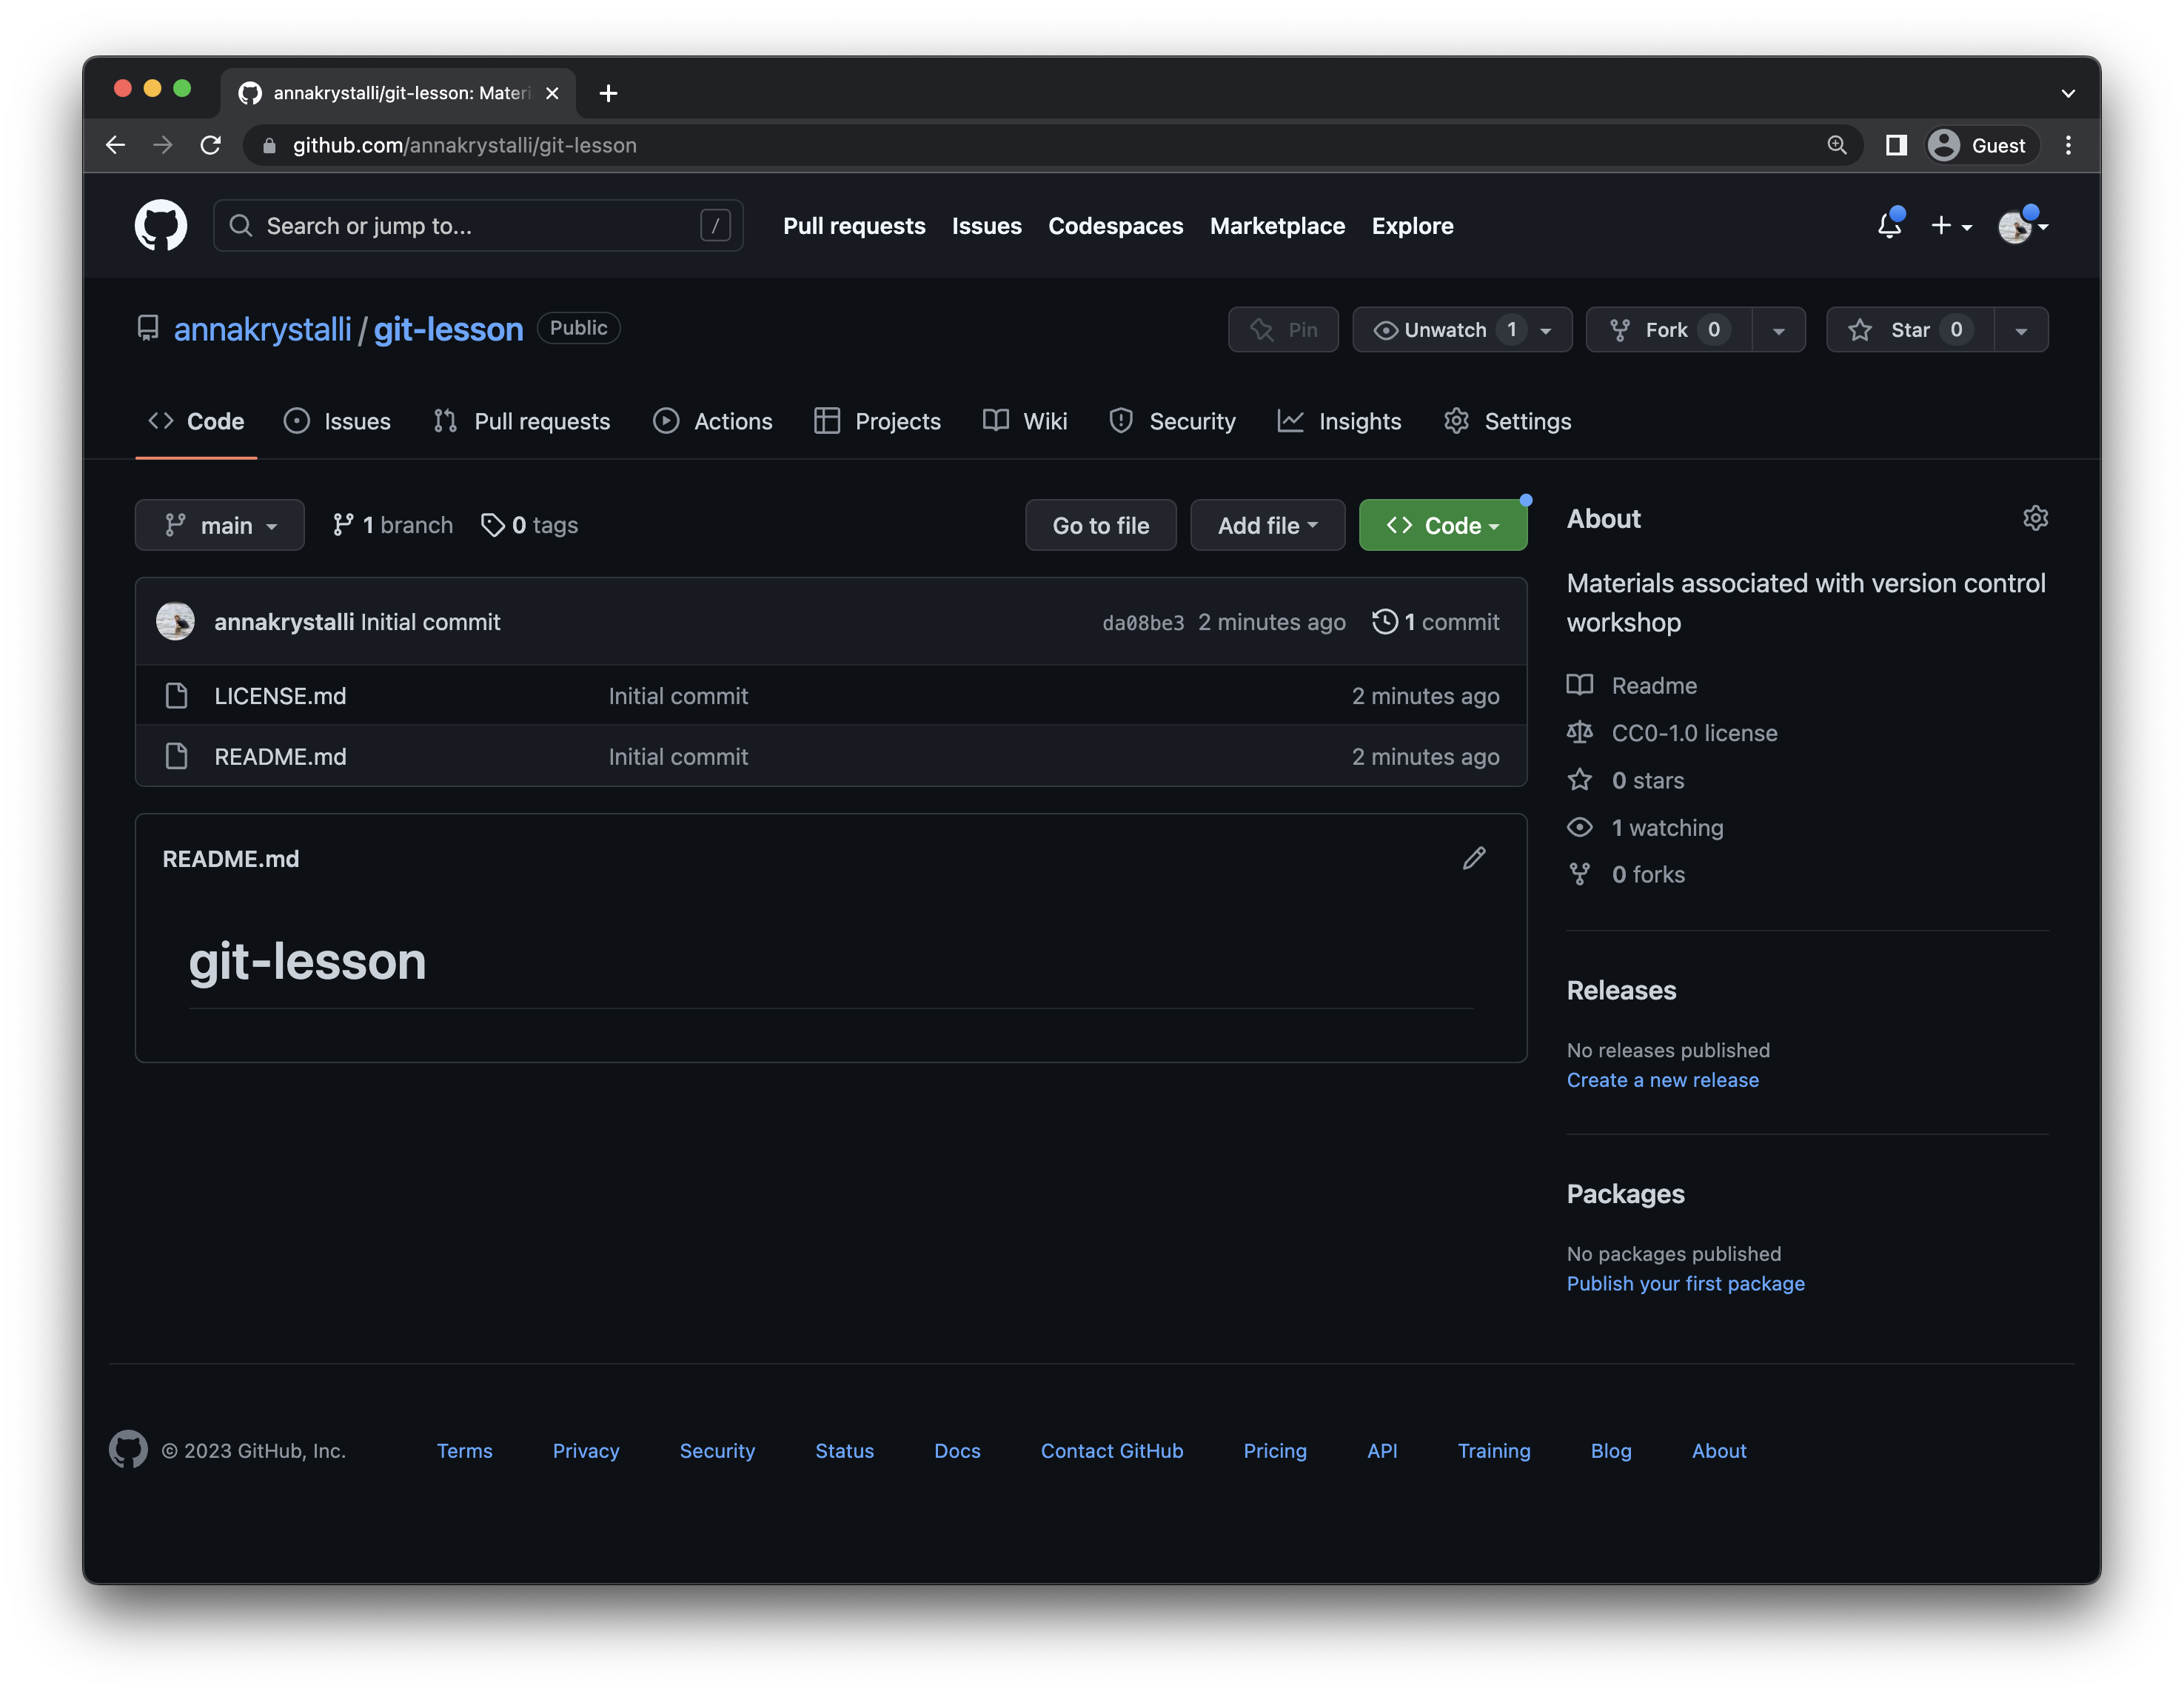 annakrystalli/git-lesson: Materi
github.com/annakrystalli/git-lesson
Guest
Search or jump to...
/
Pull requests Issues Codespaces Marketplace Explore
annakrystalli / git-lesson Public
Pin
Unwatch 1
Fork 0
Star 0
Code Issues Pull requests Actions Projects Wiki Security Insights Settings
main 1 branch 0 tags
Go to file Add file Code
annakrystalli Initial commit da08be3 2 minutes ago 1 commit
LICENSE.md Initial commit 2 minutes ago
README.md Initial commit 2 minutes ago
README.md
git-lesson
About
Materials associated with version control
workshop
Readme
CC0-1.0 license
0 stars
1 watching
0 forks
Releases
No releases published
Create a new release
Packages
No packages published
Publish your first package
© 2023 GitHub, Inc. Terms Privacy Security Status Docs Contact GitHub Pricing API Training Blog About